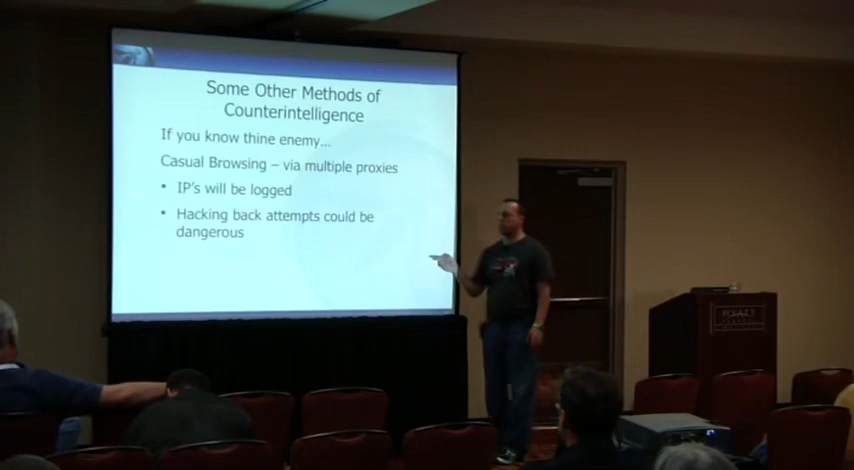 Some Other Methods of
Counterintelligence
If you know thine enemy...
Casual Browsing – via multiple proxies
• IP's will be logged
• Hacking back attempts could be
dangerous
HYATT